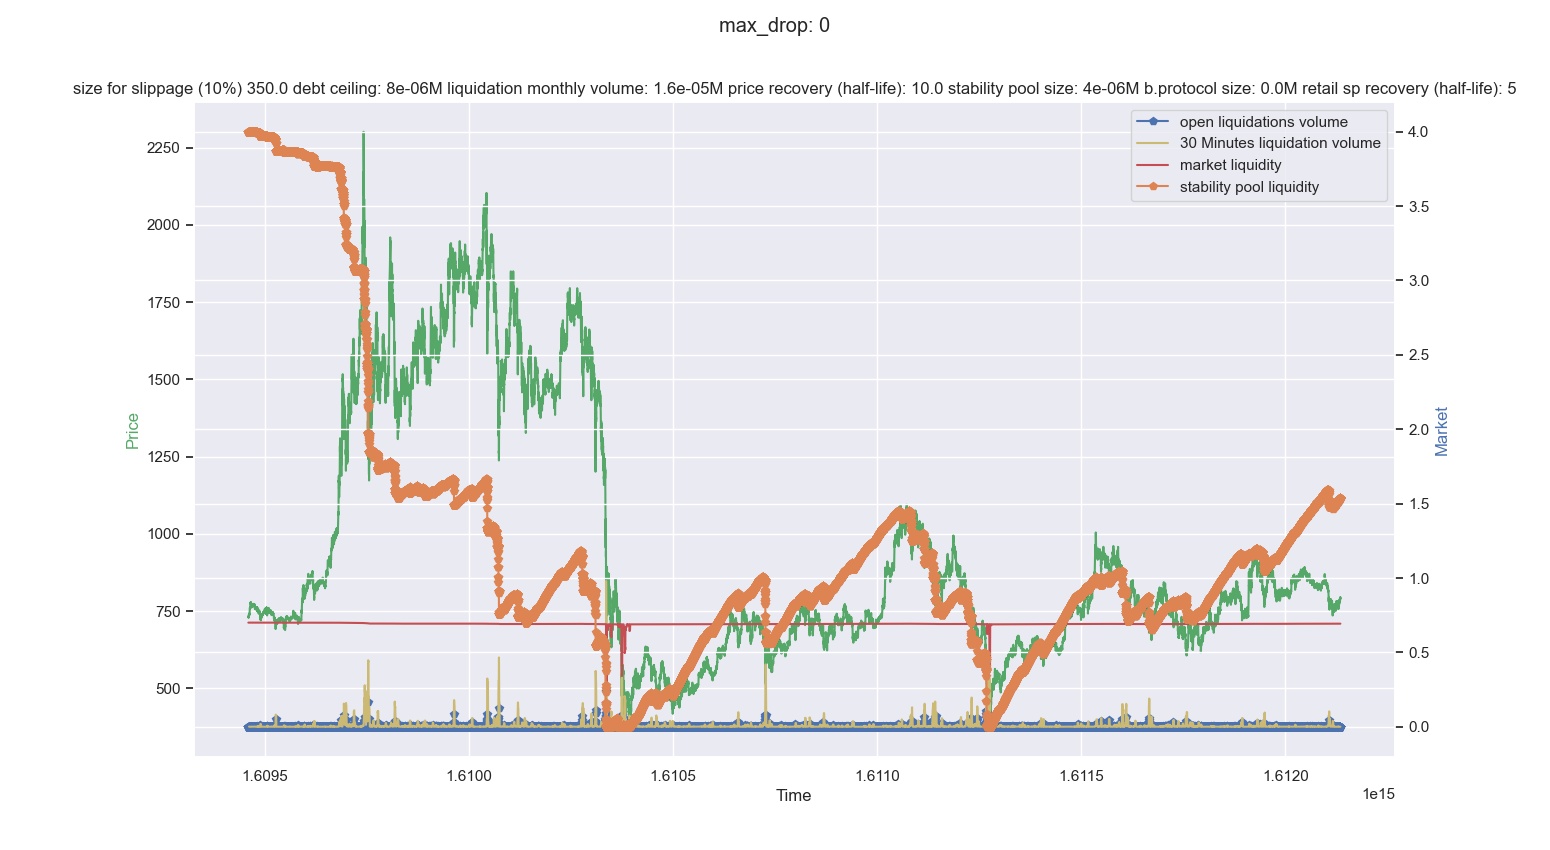 max_drop: 0
size for slippage (10%) 350.0 debt ceiling: 8e-06M liquidation monthly volume: 1.6e-05M price recovery (half-life): 10.0 stability pool size: 4e-06M b.protocol size: 0.0M retail sp recovery (half-life): 5
open liquidations volume
30 Minutes liquidation volume
market liquidity
stability pool liquidity
2250
2000
1750
1500
1250
1000
750
500
Price
4.0
3.5
3.0
2.5
2.0
1.5
1.0
0.5
0.0
Market
1.6095 1.6100 1.6105 1.6110 1.6115 1.6120
Time
1e15